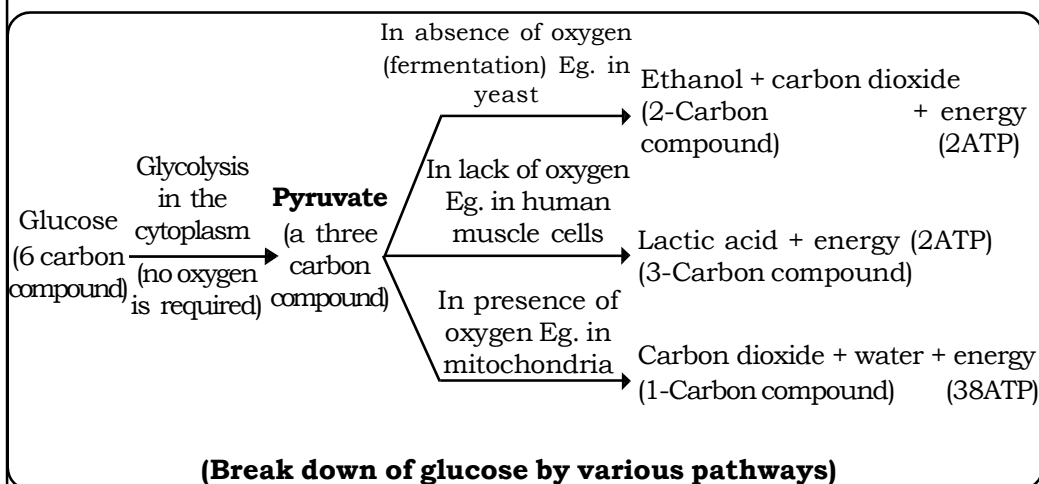 In absence of oxygen
(fermentation) Eg. in
yeast
Ethanol + carbon dioxide
(2-Carbon + energy
compound) (2ATP)
Glycolysis
in the
cytoplasm
(no oxygen
is required)
Glucose
(6 carbon
compound)
Pyruvate
(a three
carbon
compound)
In lack of oxygen
Eg. in human
muscle cells
Lactic acid + energy (2ATP)
(3-Carbon compound)
In presence of
oxygen Eg. in
mitochondria
Carbon dioxide + water + energy
(1-Carbon compound) (38ATP)
(Break down of glucose by various pathways)